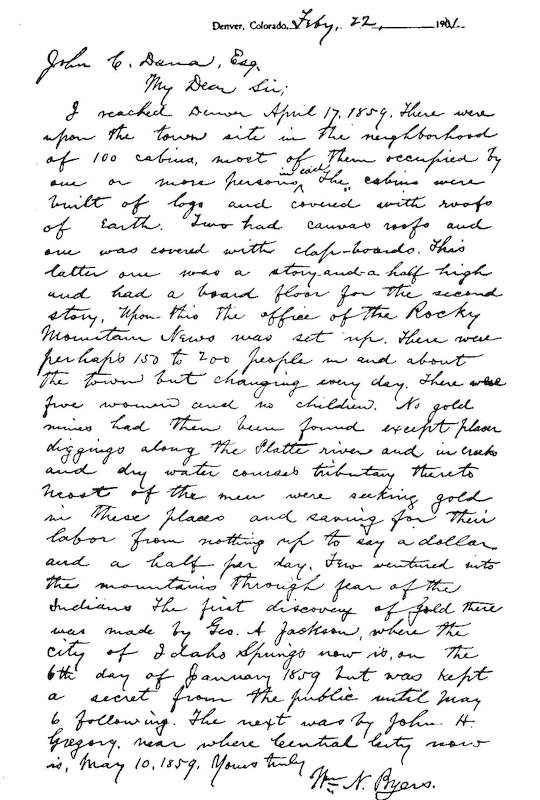 Denver, Colorado, Feby, 22, 1901.
John C. Dana, Esq.
My Dear Sir;
I reached Denver April 17, 1859. There were
upon the town site in the neighborhood
of 100 cabins, most of them occupied by
one or more persons in each. The cabins were
built of logs and covered with roofs
of Earth. Two had canvas roofs and
one was covered with clap-boards. This
latter one was a story-and-a half high
and had a board floor for the second
story. Upon this the office of the Rocky
Mountain News was set up. There were
perhaps 150 to 200 people in and about
the town but changing every day. There were
five women and no children. No gold
mines had then been found except placer
diggings along the Platte river and in creeks
and dry water courses tributary thereto
Most of the men were seeking gold
in these places and saving for their
labor from nothing up to say a dollar
and a half per day. Few ventured into
the mountains through fear of the
Indians The first discovery of gold there
was made by Geo. A Jackson, where the
city of Idaho Springs now is, on the
6th day of January 1859 but was kept
a secret from the public until May
6 following. The next was by John H.
Gregory, near where Central City now
is, May 10, 1859. Yours truly
Wm N. Byers.